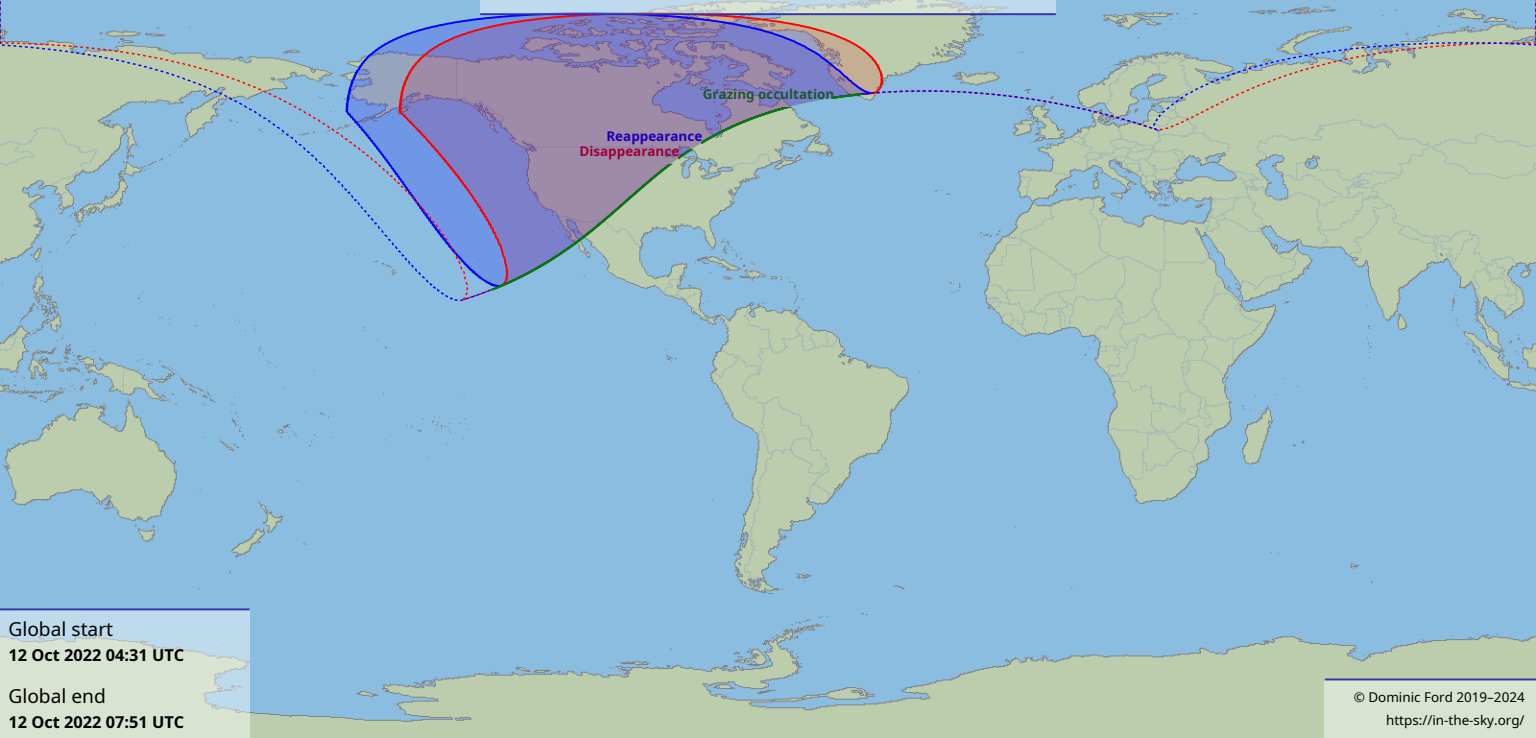 Grazing occultation
Reappearance
Disappearance
Global start
12 Oct 2022 04:31 UTC
Global end
12 Oct 2022 07:51 UTC
© Dominic Ford 2019–2024
https://in-the-sky.org/